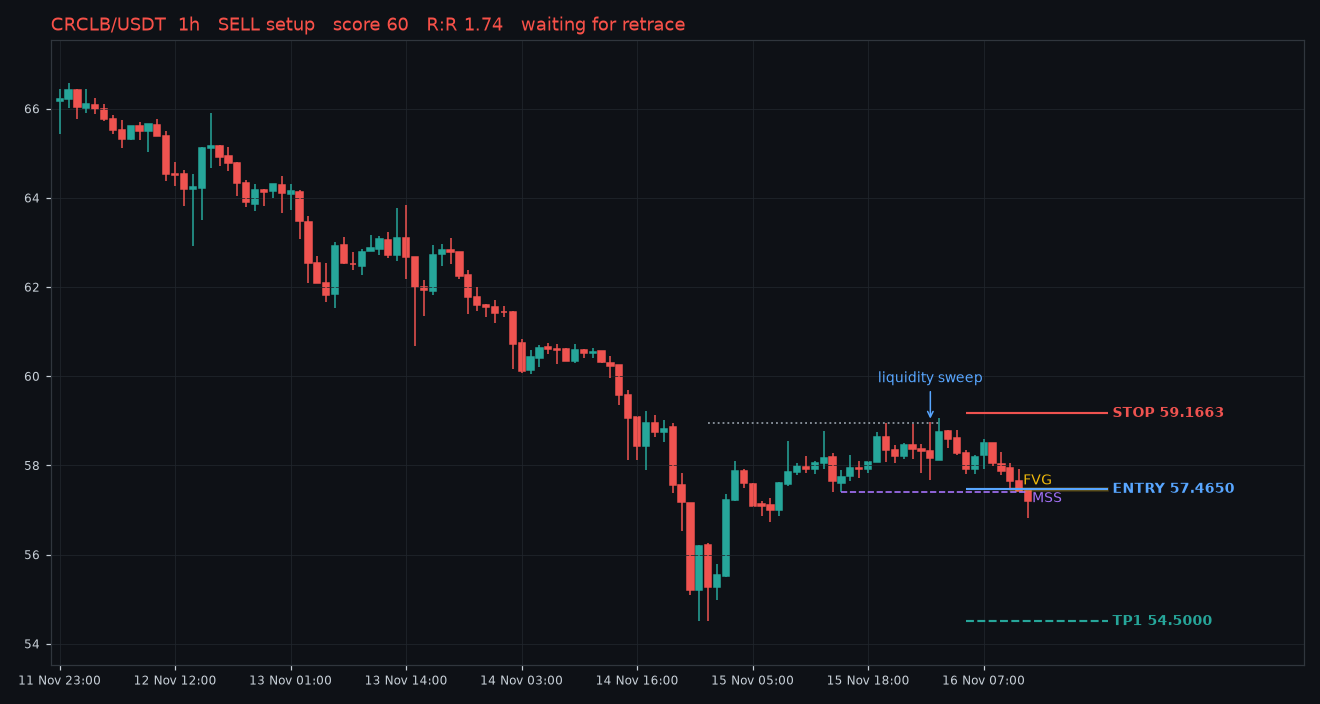 CRCLB/USDT 1h SELL setup score 60 R:R 1.74 waiting for retrace
66
64
62
60
58
56
54
liquidity sweep
STOP 59.1663
FVG
ENTRY 57.4650
MSS
TP1 54.5000
11 Nov 23:00
12 Nov 12:00
13 Nov 01:00
13 Nov 14:00
14 Nov 03:00
14 Nov 16:00
15 Nov 05:00
15 Nov 18:00
16 Nov 07:00